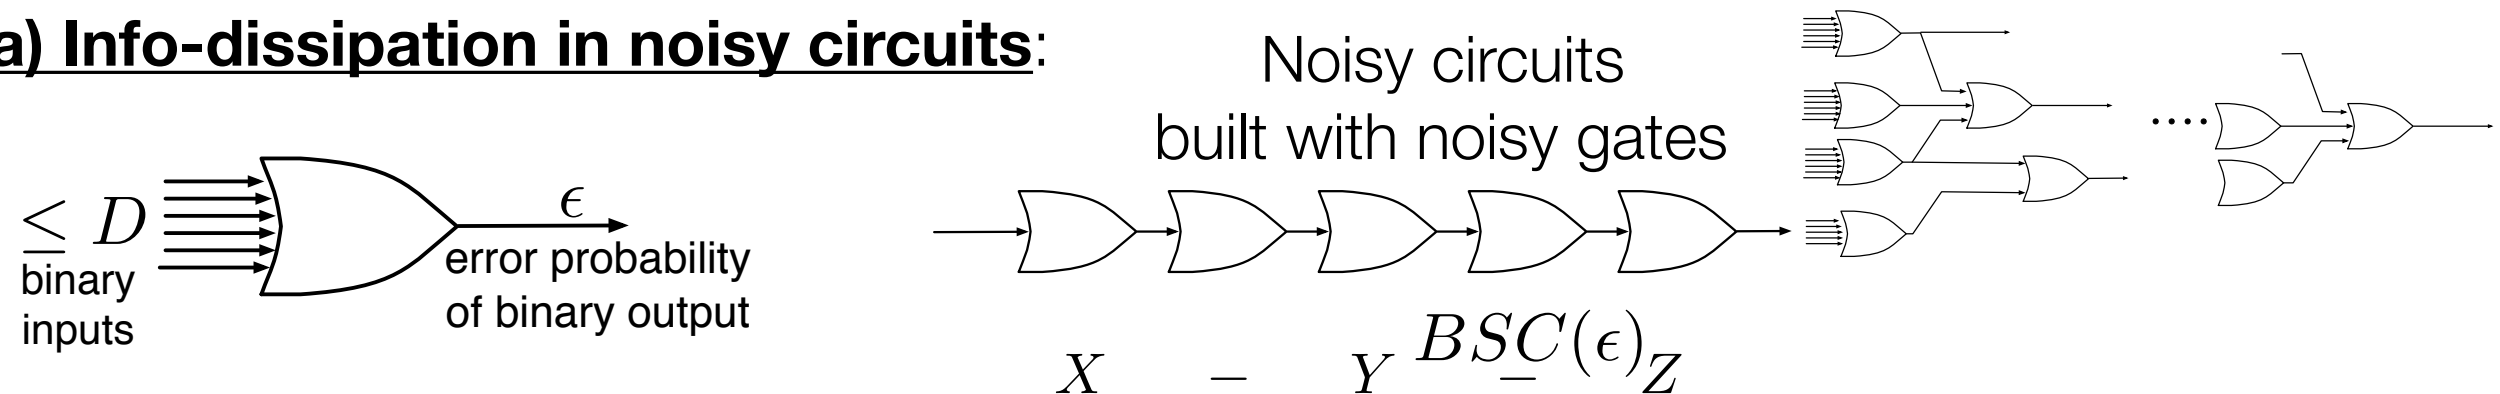 a) Info-dissipation in noisy circuits:
Noisy circuits
built with noisy gates
≤ D
binary
inputs
ϵ
error probability
of binary output
....
BSC(ϵ)
X – Y – Z